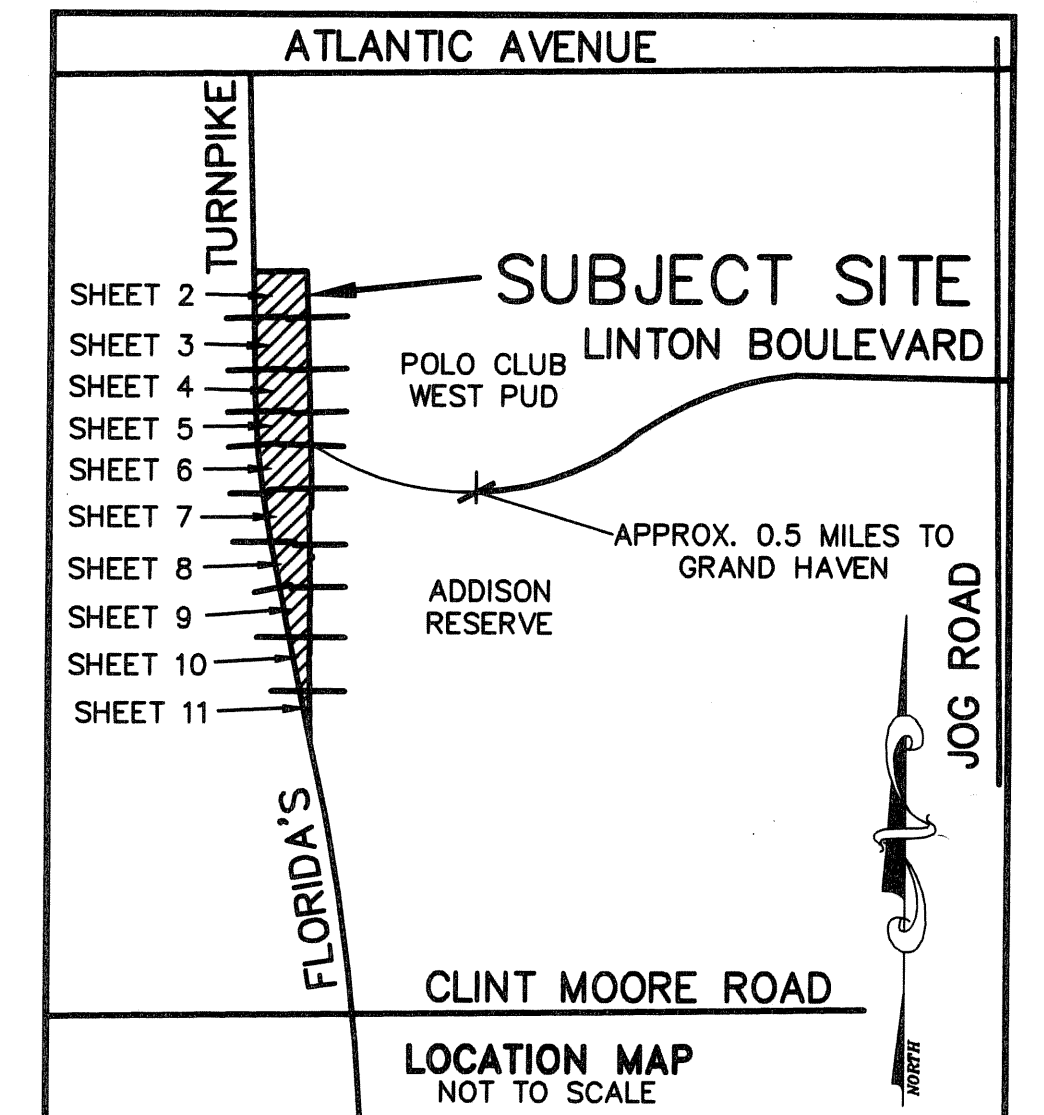 ATLANTIC AVENUE
TURNPIKE
SUBJECT SITE
LINTON BOULEVARD
SHEET 2
SHEET 3
SHEET 4
SHEET 5
SHEET 6
SHEET 7
SHEET 8
SHEET 9
SHEET 10
SHEET 11
POLO CLUB
WEST PUD
APPROX. 0.5 MILES TO
GRAND HAVEN
ADDISON
RESERVE
JOG ROAD
FLORIDA'S
CLINT MOORE ROAD
LOCATION MAP
NOT TO SCALE
NORTH